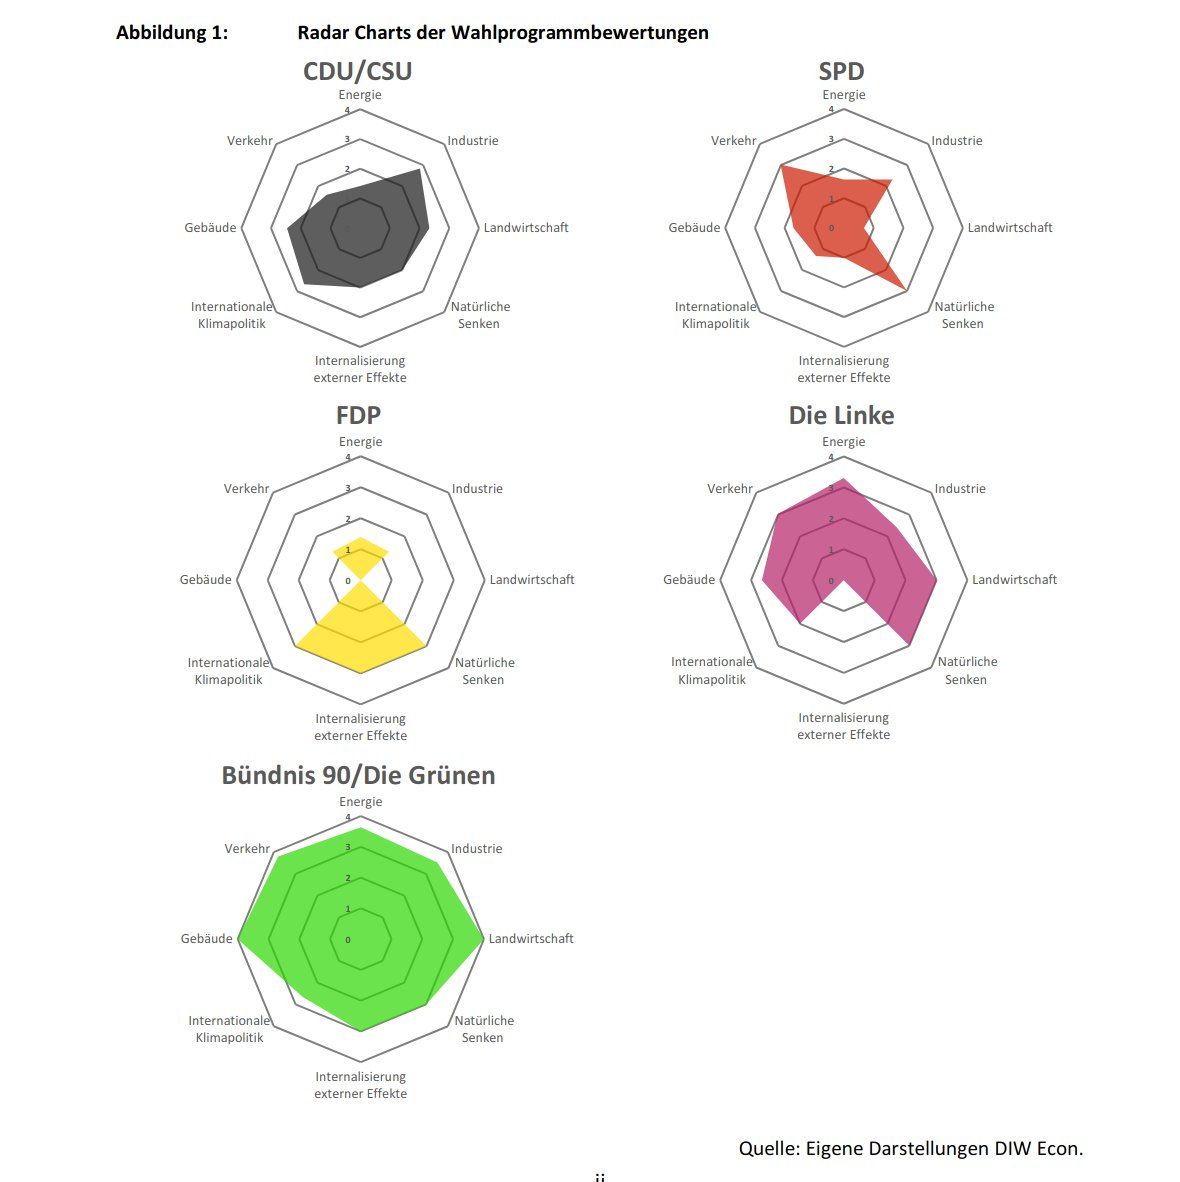 Abbildung 1: Radar Charts der Wahlprogrammbewertungen
CDU/CSU
Energie
4
3
2
1
0
Verkehr
Industrie
Gebäude
Landwirtschaft
Internationale
Klimapolitik
Natürliche
Senken
Internalisierung
externer Effekte
SPD
Energie
4
3
2
1
0
Verkehr
Industrie
Gebäude
Landwirtschaft
Internationale
Klimapolitik
Natürliche
Senken
Internalisierung
externer Effekte
FDP
Energie
4
3
2
1
0
Verkehr
Industrie
Gebäude
Landwirtschaft
Internationale
Klimapolitik
Natürliche
Senken
Internalisierung
externer Effekte
Die Linke
Energie
4
3
2
1
0
Verkehr
Industrie
Gebäude
Landwirtschaft
Internationale
Klimapolitik
Natürliche
Senken
Internalisierung
externer Effekte
Bündnis 90/Die Grünen
Energie
4
3
2
1
0
Verkehr
Industrie
Gebäude
Landwirtschaft
Internationale
Klimapolitik
Natürliche
Senken
Internalisierung
externer Effekte
Quelle: Eigene Darstellungen DIW Econ.
ii